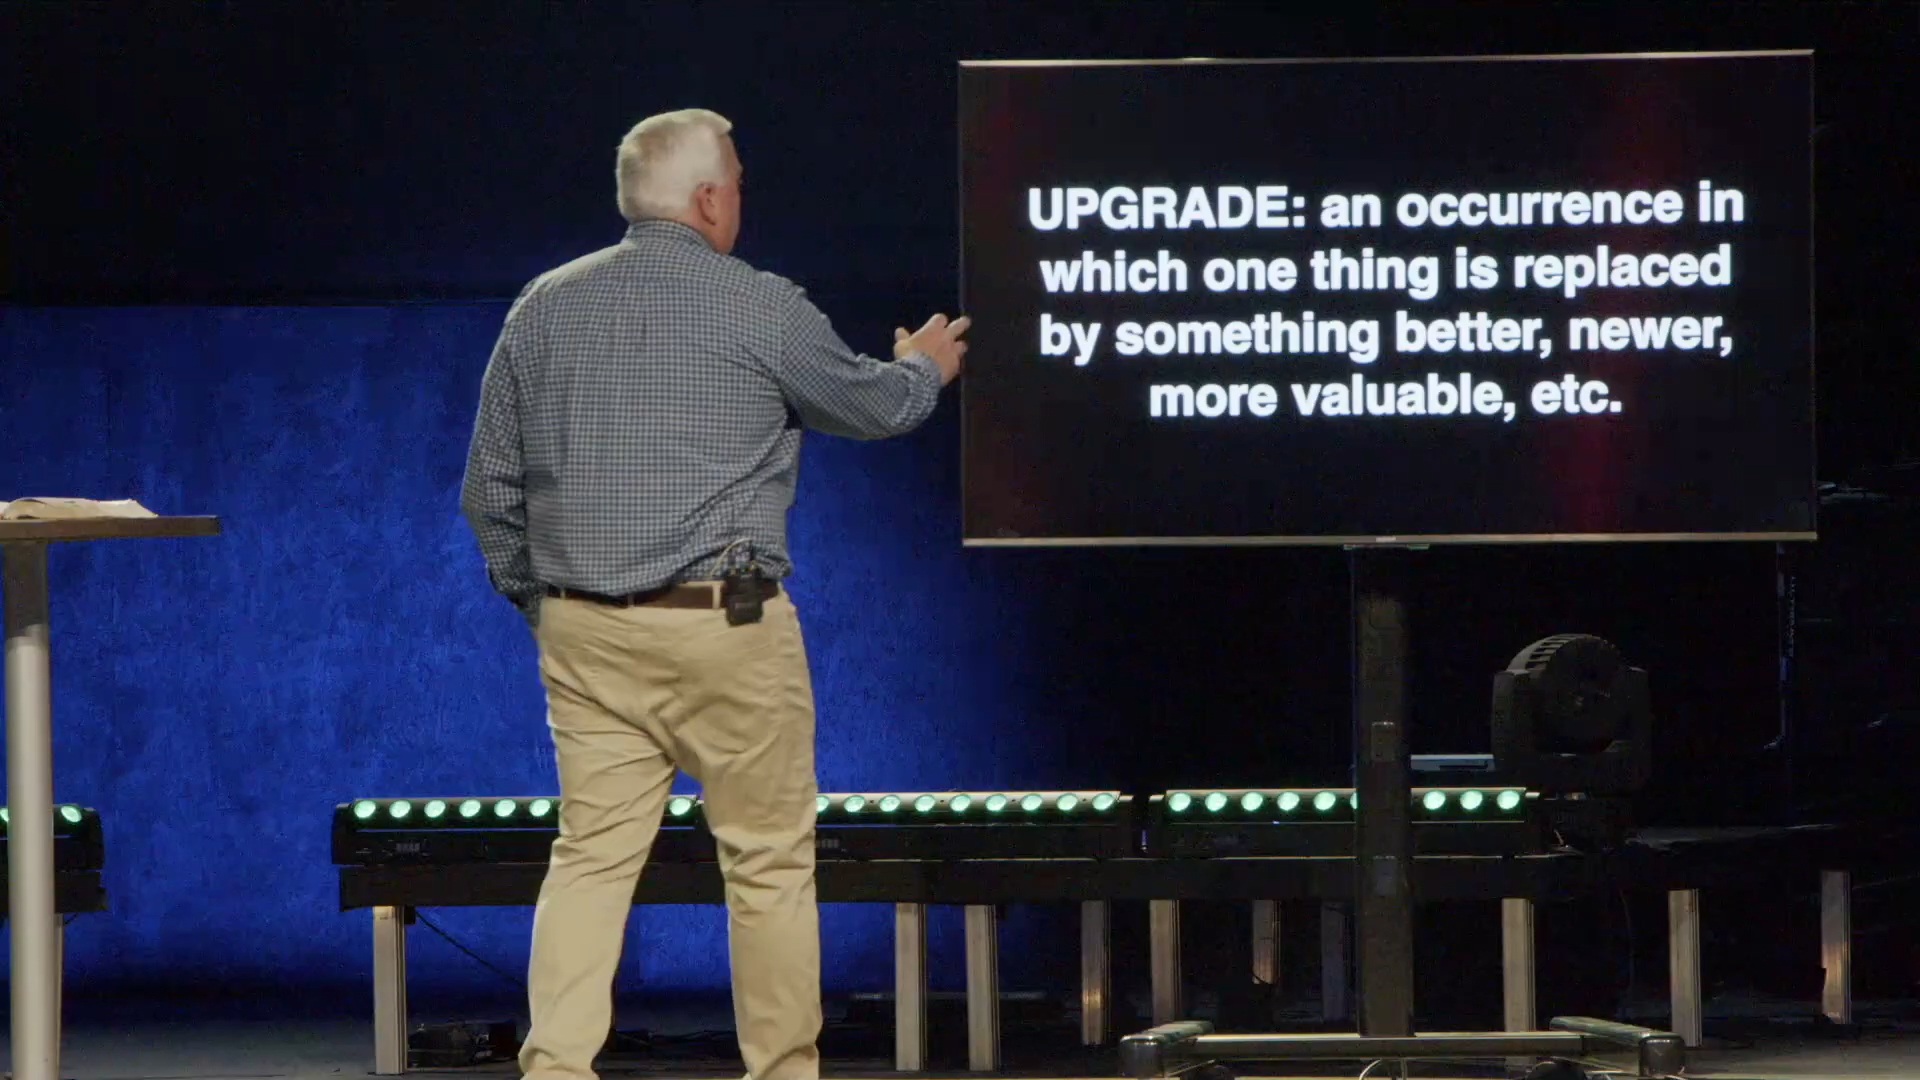 UPGRADE: an occurrence in
which one thing is replaced
by something better, newer,
more valuable, etc.